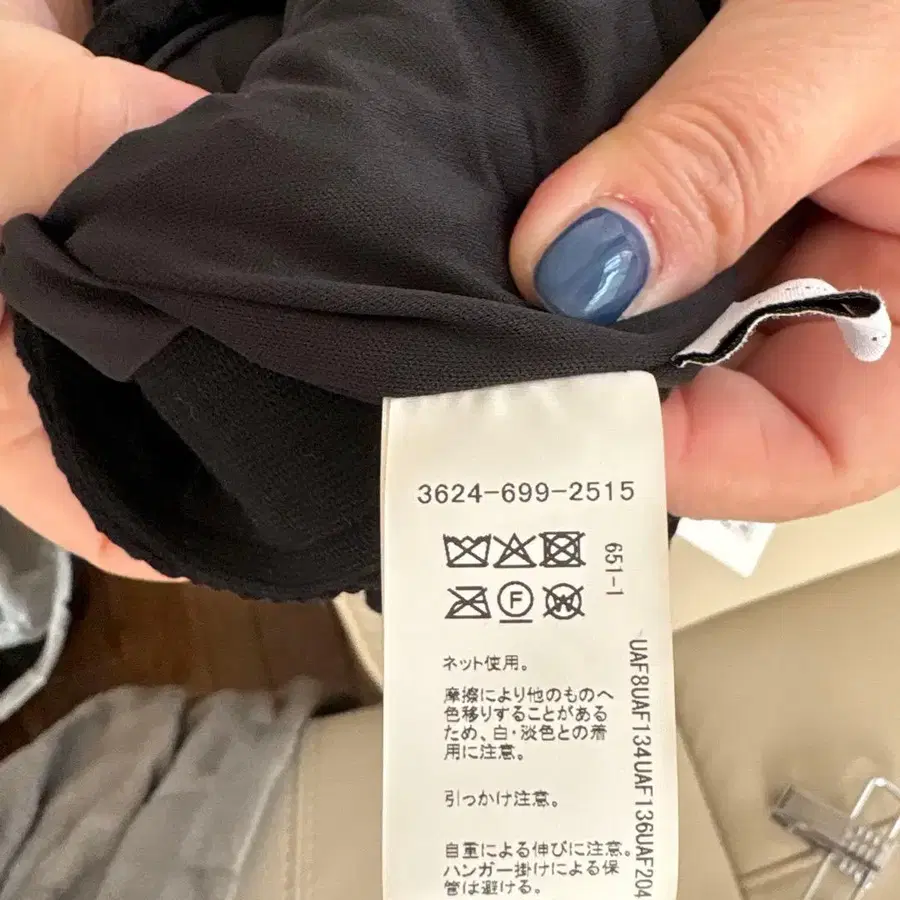 3624-699-2515
651-1
F
W
ネット使用。
摩擦により他のものへ
色移りすることがある
ため、白・淡色との着
用に注意。
引っかけ注意。
自重による伸びに注意。
ハンガー掛けによる保
管は避ける。
UAF8UAF134UAF136UAF204